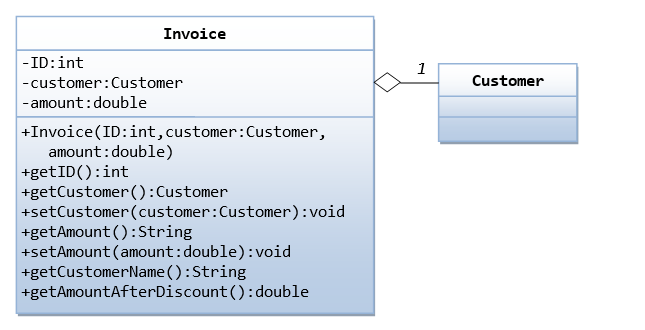 Invoice
-ID:int
-customer:Customer
-amount:double
+Invoice(ID:int,customer:Customer,
amount:double)
+getID():int
+getCustomer():Customer
+setCustomer(customer:Customer):void
+getAmount():String
+setAmount(amount:double):void
+getCustomerName():String
+getAmountAfterDiscount():double
1
Customer